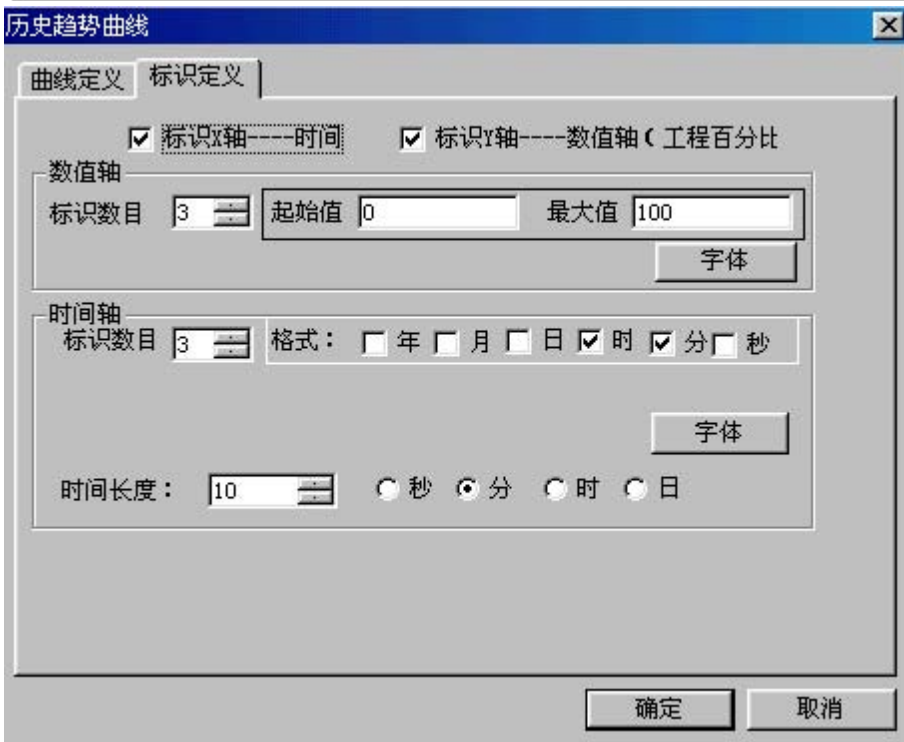 历史趋势曲线
曲线定义 标识定义
标识X轴----时间 标识Y轴----数值轴(工程百分比
数值轴
标识数目 3 起始值 0 最大值 100
字体
时间轴
标识数目 3 格式: 年 月 日 时 分 秒
字体
时间长度: 10 秒 分 时 日
确定 取消